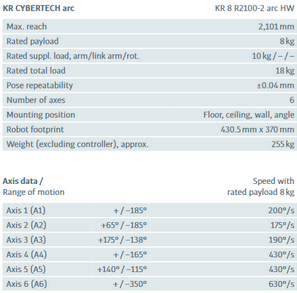 KR CYBERTECH arc KR 8 R2100-2 arc HW
Max. reach 2,101 mm
Rated payload 8 kg
Rated suppl. load, arm/link arm/rot. 10 kg / – / –
Rated total load 18 kg
Pose repeatability ±0.04 mm
Number of axes 6
Mounting position Floor, ceiling, wall, angle
Robot footprint 430.5 mm x 370 mm
Weight (excluding controller), approx. 255 kg
Axis data / Speed with
Range of motion rated payload 8 kg
Axis 1 (A1) +/–185° 200°/s
Axis 2 (A2) +65°/–185° 175°/s
Axis 3 (A3) +175°/–138° 190°/s
Axis 4 (A4) +/–165° 430°/s
Axis 5 (A5) +140°/–115° 430°/s
Axis 6 (A6) +/–350° 630°/s